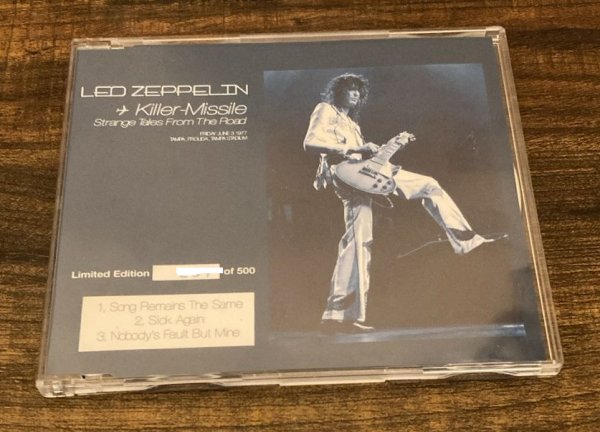 LED ZEPPELIN
Killer-Missile
Strange Tales From The Road
FRIDAY JUNE 3 1977
TAMPA, FROLIDA, TAMPA STADIUM
Limited Edition of 500
1, Song Remains The Same
2, Sick Again
3, Nobody's Fault But Mine